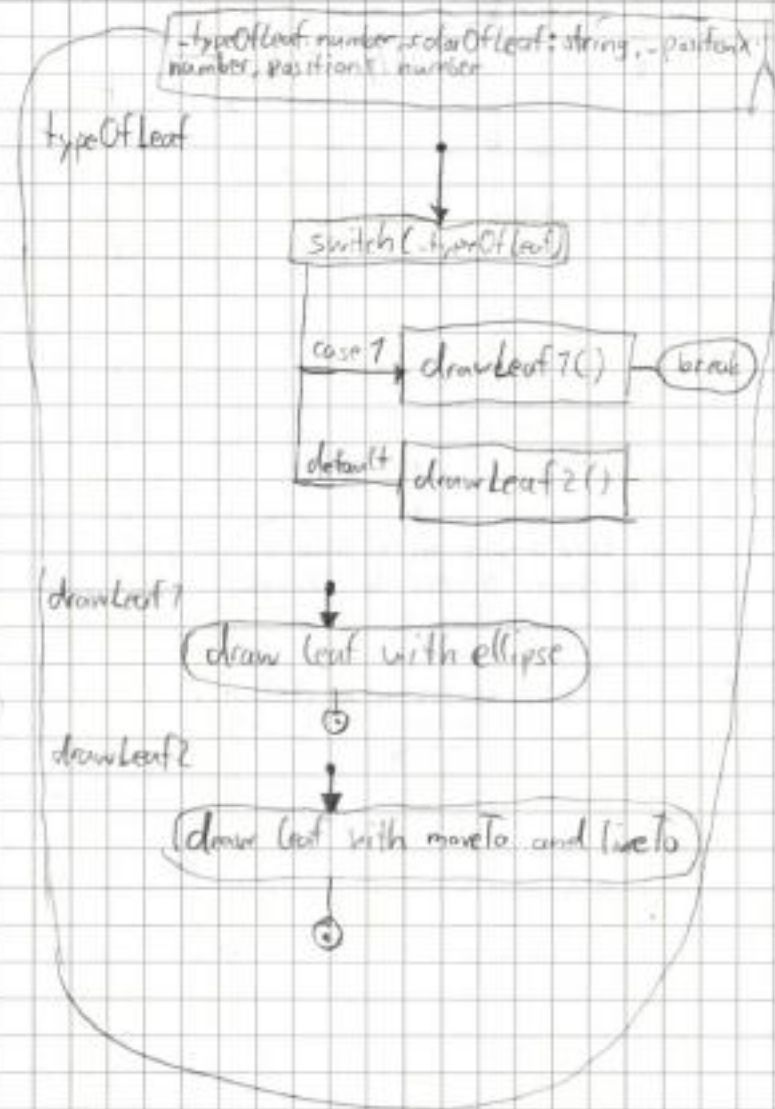 _typeOfLeaf: number, _colorOfLeaf: string, _positionX:
number, positionY: number
typeOfLeaf
switch(_typeOfLeaf)
case 1
drawLeaf1()
break
default
drawLeaf2()
drawLeaf1
draw leaf with ellipse
drawLeaf2
draw leaf with moveTo and lineTo